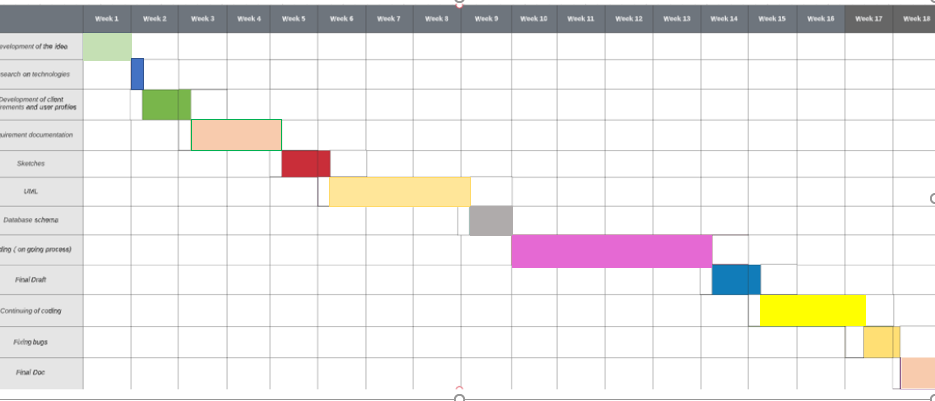 Week 1 Week 2 Week 3 Week 4 Week 5 Week 6 Week 7 Week 8 Week 9 Week 10 Week 11 Week 12 Week 13 Week 14 Week 15 Week 16 Week 17 Week 18
evelopment of the idea
search on technologies
Development of client
rements and user profiles
uirement documentation
Sketches
UML
Database schema
ding ( on going process)
Final Draft
Continuing of coding
Fixing bugs
Final Doc